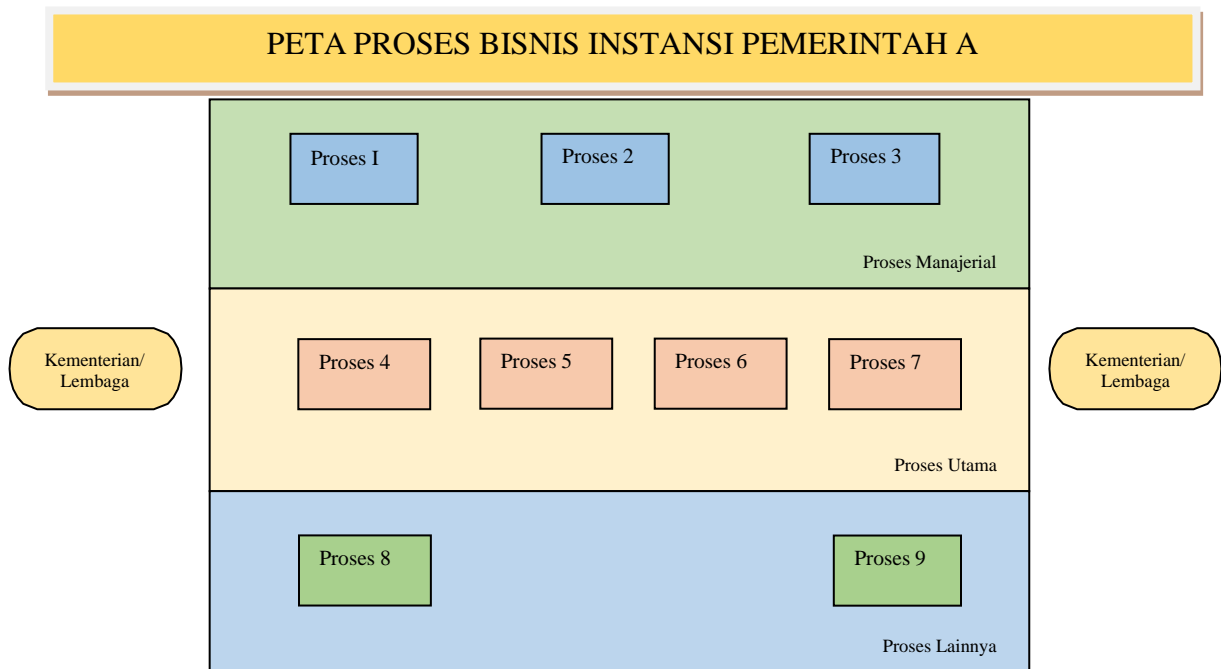 PETA PROSES BISNIS INSTANSI PEMERINTAH A
Proses I
Proses 2
Proses 3
Proses Manajerial
Kementerian/
Lembaga
Proses 4
Proses 5
Proses 6
Proses 7
Kementerian/
Lembaga
Proses Utama
Proses 8
Proses 9
Proses Lainnya